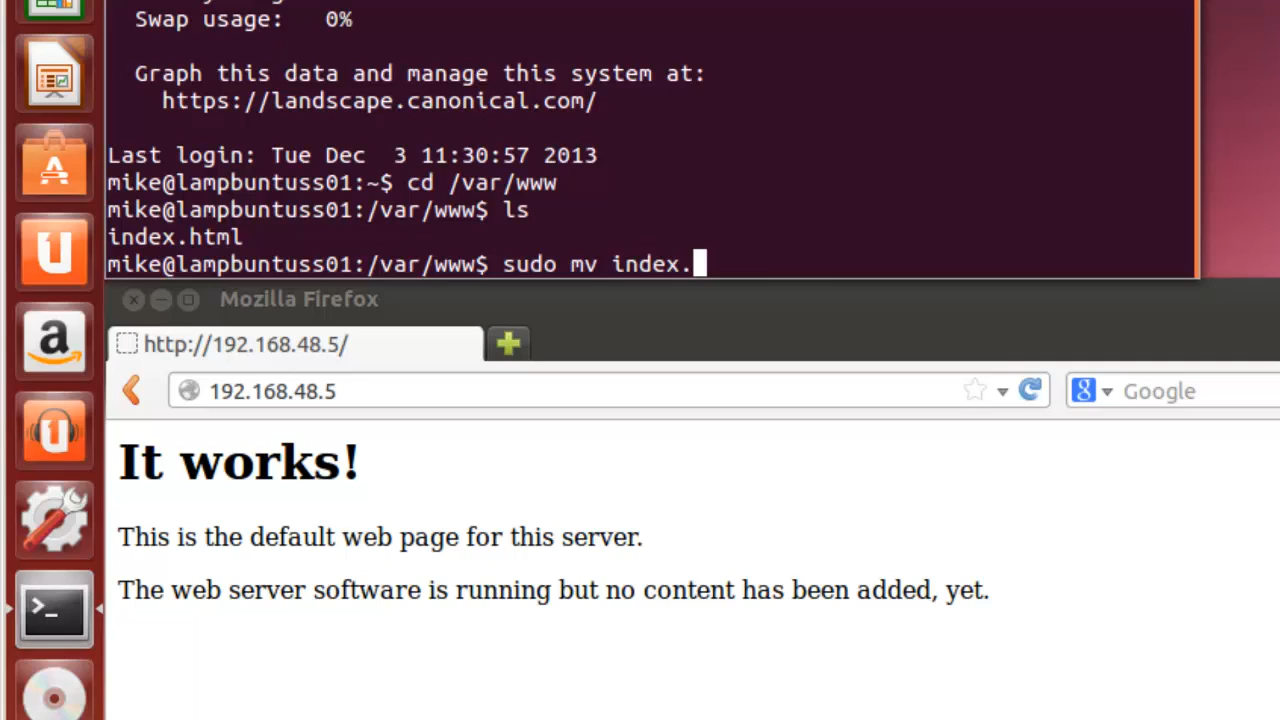 Swap usage:   0%
Graph this data and manage this system at:
https://landscape.canonical.com/
Last login: Tue Dec  3 11:30:57 2013
mike@lampbuntuss01:~$ cd /var/www
mike@lampbuntuss01:/var/www$ ls
index.html
mike@lampbuntuss01:/var/www$ sudo mv index.
Mozilla Firefox
http://192.168.48.5/
192.168.48.5
Google
It works!
This is the default web page for this server.
The web server software is running but no content has been added, yet.